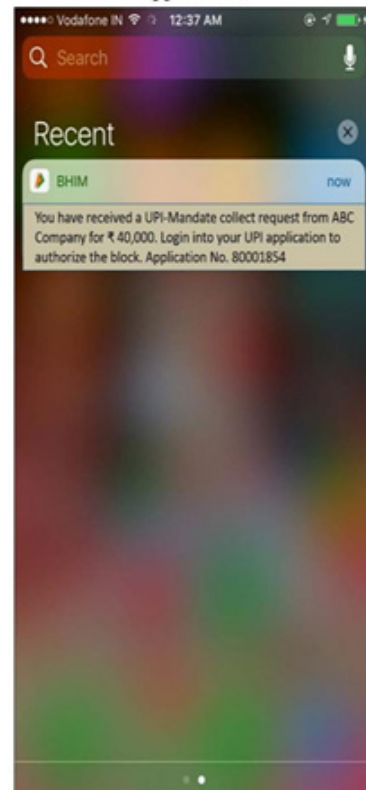 Vodafone IN 12:37 AM
Search
Recent
BHIM now
You have received a UPI-Mandate collect request from ABC
Company for ₹ 40,000. Login into your UPI application to
authorize the block. Application No. 80001854